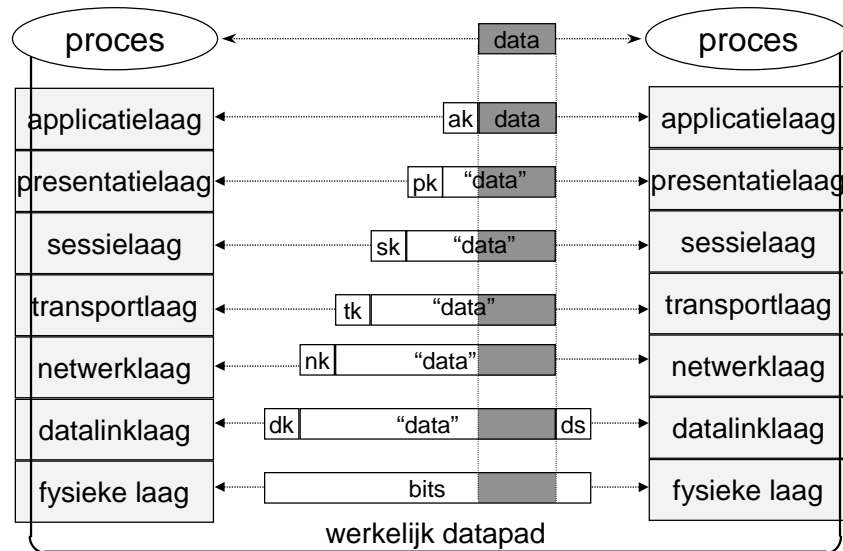 proces data proces
applicatielaag ak data applicatielaag
presentatielaag pk “data” presentatielaag
sessielaag sk “data” sessielaag
transportlaag tk “data” transportlaag
netwerklaag nk “data” netwerklaag
datalinklaag dk “data” ds datalinklaag
fysieke laag bits fysieke laag
werkelijk datapad